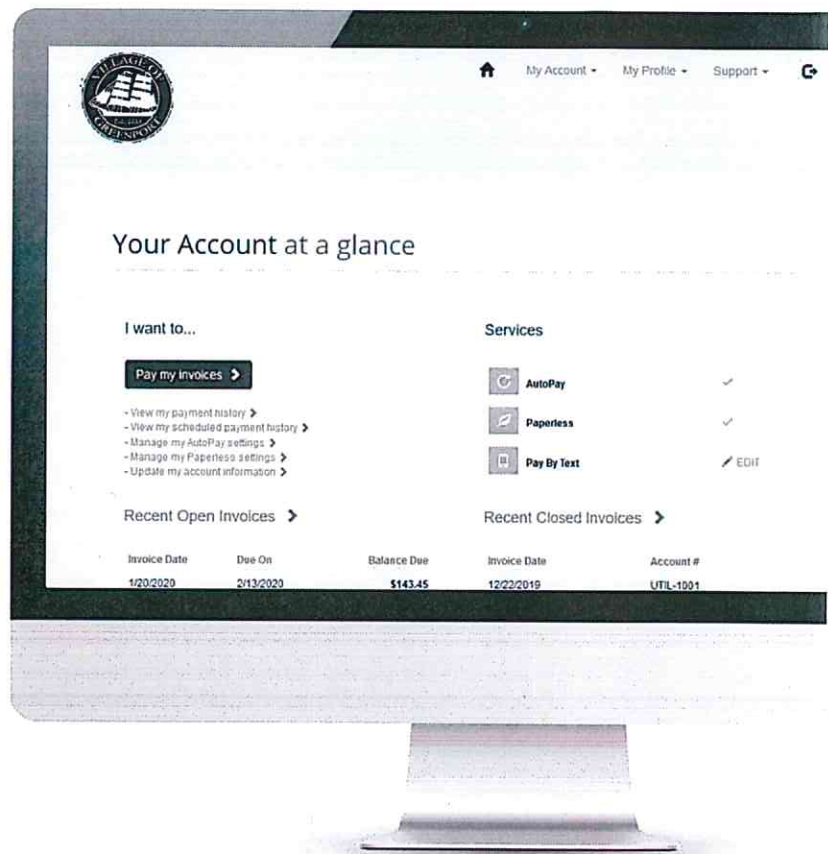 VILLAGE OF
GREENPORT
My Account
My Profile
Support
Your Account at a glance
I want to...
Pay my invoices
- View my payment history
- View my scheduled payment history
- Manage my AutoPay settings
- Manage my Paperless settings
- Update my account information
Services
AutoPay
Paperless
Pay By Text
EDIT
Recent Open Invoices
Invoice Date Due On Balance Due
1/20/2020 2/13/2020 $143.45
Recent Closed Invoices
Invoice Date Account #
12/22/2019 UTIL-1001